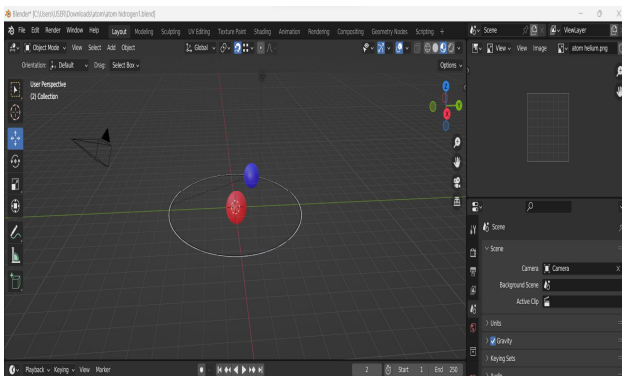 Blender* [C:\Users\USER\Downloads\atom\atom hidrogen1.blend]
File Edit Render Window Help Layout Modeling Sculpting UV Editing Texture Paint Shading Animation Rendering Compositing Geometry Nodes Scripting + Scene ViewLayer
Object Mode View Select Add Object Global View View Image atom helium.png
Orientation: Default Drag: Select Box Options
User Perspective
(2) Collection
Scene
Scene
Camera Camera
Background Scene
Active Clip
Units
Gravity
Keying Sets
Playback Keying View Marker 2 Start 1 End 250